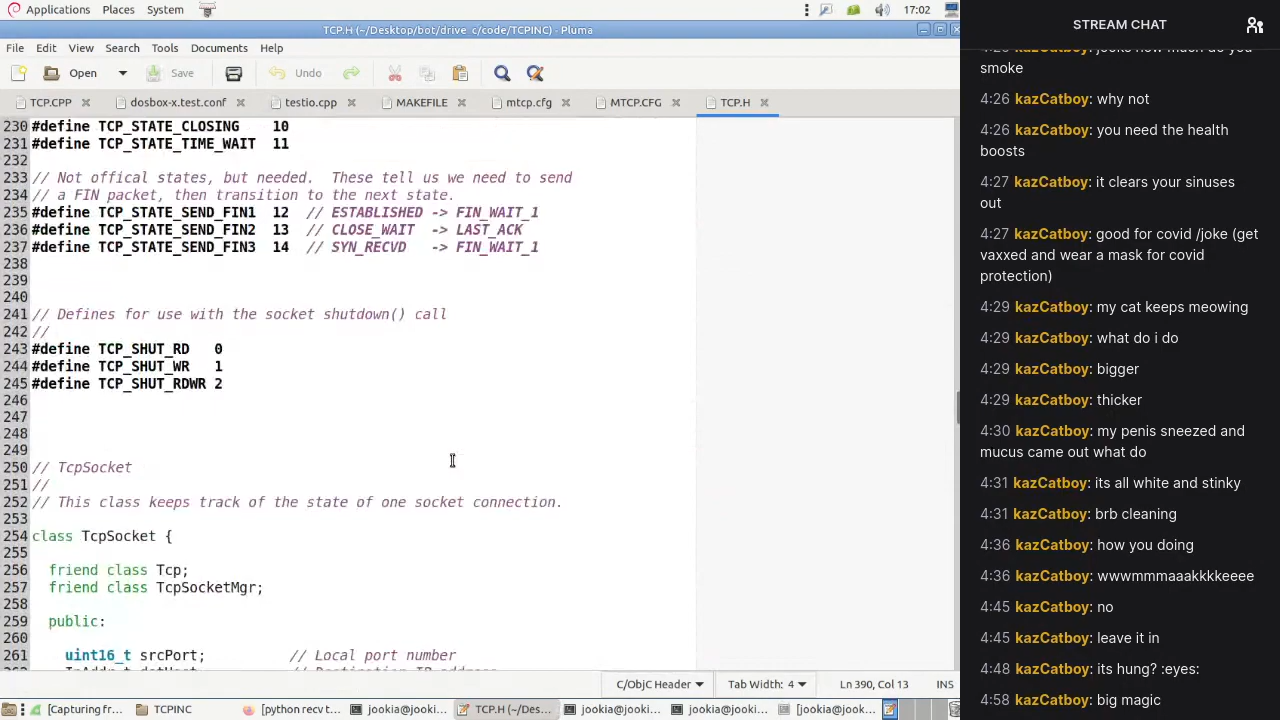 Applications Places System 17:02
TCP.H (~/Desktop/bot/drive_c/code/TCPINC) - Pluma
File Edit View Search Tools Documents Help
Open Save Undo
TCP.CPP dosbox-x.test.conf testio.cpp MAKEFILE mtcp.cfg MTCP.CFG TCP.H
230 #define TCP_STATE_CLOSING    10
231 #define TCP_STATE_TIME_WAIT  11
232
233 // Not offical states, but needed.  These tell us we need to send
234 // a FIN packet, then transition to the next state.
235 #define TCP_STATE_SEND_FIN1  12  // ESTABLISHED -> FIN_WAIT_1
236 #define TCP_STATE_SEND_FIN2  13  // CLOSE_WAIT  -> LAST_ACK
237 #define TCP_STATE_SEND_FIN3  14  // SYN_RECVD   -> FIN_WAIT_1
238
239
240
241 // Defines for use with the socket shutdown() call
242 //
243 #define TCP_SHUT_RD   0
244 #define TCP_SHUT_WR   1
245 #define TCP_SHUT_RDWR 2
246
247
248
249
250 // TcpSocket
251 //
252 // This class keeps track of the state of one socket connection.
253
254 class TcpSocket {
255
256   friend class Tcp;
257   friend class TcpSocketMgr;
258
259   public:
260
261     uint16_t srcPort;          // Local port number
C/ObjC Header Tab Width: 4 Ln 390, Col 13 INS
[Capturing fr... TCPINC [python recv t... jookia@jooki... TCP.H (~/Des... jookia@jooki... jookia@jooki... [jookia@jooki...
STREAM CHAT
smoke
4:26 kazCatboy: why not
4:26 kazCatboy: you need the health
boosts
4:27 kazCatboy: it clears your sinuses
out
4:27 kazCatboy: good for covid /joke (get
vaxxed and wear a mask for covid
protection)
4:29 kazCatboy: my cat keeps meowing
4:29 kazCatboy: what do i do
4:29 kazCatboy: bigger
4:29 kazCatboy: thicker
4:30 kazCatboy: my penis sneezed and
mucus came out what do
4:31 kazCatboy: its all white and stinky
4:31 kazCatboy: brb cleaning
4:36 kazCatboy: how you doing
4:36 kazCatboy: wwwmmmaaakkkkeeee
4:45 kazCatboy: no
4:45 kazCatboy: leave it in
4:48 kazCatboy: its hung? :eyes:
4:58 kazCatboy: big magic